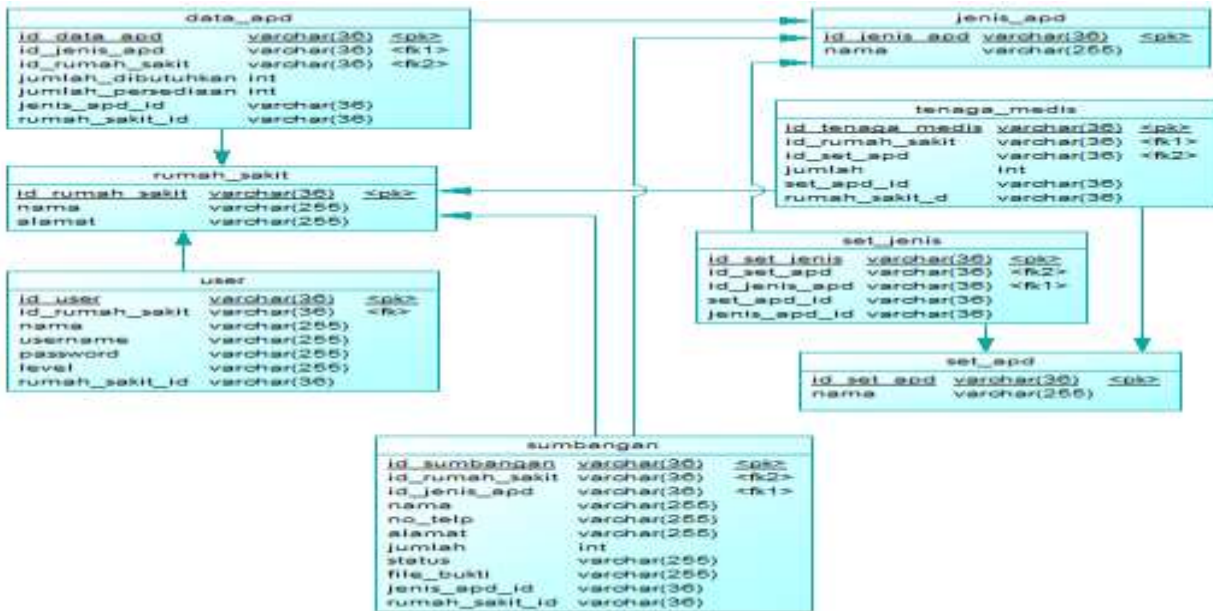 data_apd
id_data_apd varchar(36) <pk>
id_jenis_apd varchar(36) <fk1>
id_rumah_sakit varchar(36) <fk2>
jumlah_dibutuhkan int
jumlah_persediaan int
jenis_apd_id varchar(36)
rumah_sakit_id varchar(36)
jenis_apd
id_jenis_apd varchar(36) <pk>
nama varchar(255)
tenaga_medis
id_tenaga_medis varchar(36) <pk>
id_rumah_sakit varchar(36) <fk1>
id_set_apd varchar(36) <fk2>
jumlah int
set_apd_id varchar(36)
rumah_sakit_d varchar(36)
rumah_sakit
id_rumah_sakit varchar(36) <pk>
nama varchar(255)
alamat varchar(255)
set_jenis
id_set_jenis varchar(36) <pk>
id_set_apd varchar(36) <fk2>
id_jenis_apd varchar(36) <fk1>
set_apd_id varchar(36)
jenis_apd_id varchar(36)
user
id_user varchar(36) <pk>
id_rumah_sakit varchar(36) <fk>
nama varchar(255)
username varchar(255)
password varchar(255)
level varchar(255)
rumah_sakit_id varchar(36)
set_apd
id_set_apd varchar(36) <pk>
nama varchar(255)
sumbangan
id_sumbangan varchar(36) <pk>
id_rumah_sakit varchar(36) <fk2>
id_jenis_apd varchar(36) <fk1>
nama varchar(255)
no_telp varchar(255)
alamat varchar(255)
jumlah int
status varchar(255)
file_bukti varchar(255)
jenis_apd_id varchar(36)
rumah_sakit_id varchar(36)